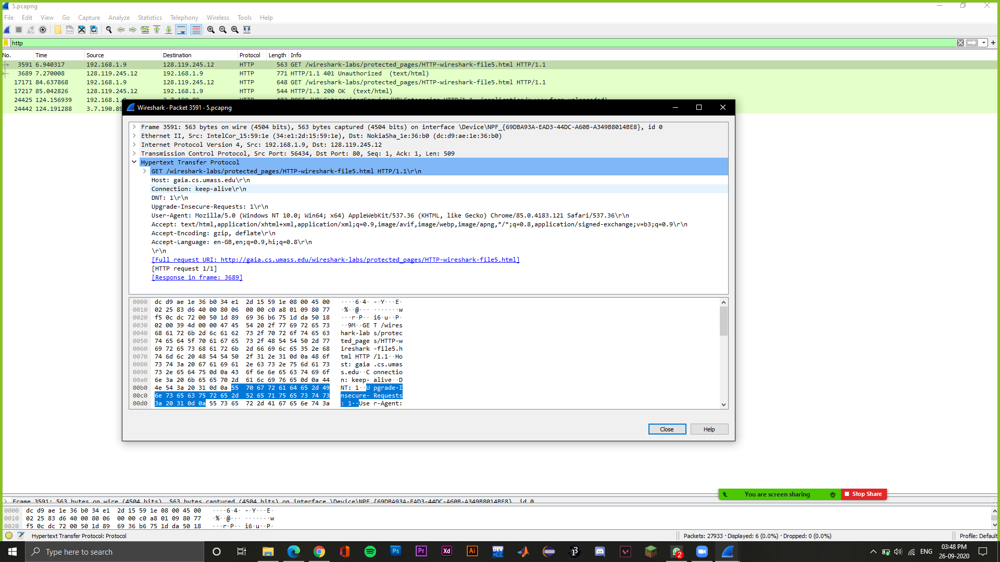 5.pcapng
File Edit View Go Capture Analyze Statistics Telephony Wireless Tools Help
http
No. Time Source Destination Protocol Length Info
3591 6.940317 192.168.1.9 128.119.245.12 HTTP 563 GET /wireshark-labs/protected_pages/HTTP-wireshark-file5.html HTTP/1.1
3689 7.270008 128.119.245.12 192.168.1.9 HTTP 771 HTTP/1.1 401 Unauthorized (text/html)
17171 84.637868 192.168.1.9 128.119.245.12 HTTP 648 GET /wireshark-labs/protected_pages/HTTP-wireshark-file5.html HTTP/1.1
17217 85.042826 128.119.245.12 192.168.1.9 HTTP 544 HTTP/1.1 200 OK (text/html)
24425 124.156939 192.168.1.9
24442 124.191288 3.7.190.89
Wireshark · Packet 3591 · 5.pcapng
Frame 3591: 563 bytes on wire (4504 bits), 563 bytes captured (4504 bits) on interface \Device\NPF_{69DBA93A-EAD3-44DC-A60B-A349B8014BE8}, id 0
Ethernet II, Src: IntelCor_15:59:1e (34:e1:2d:15:59:1e), Dst: NokiaSha_1e:36:b0 (dc:d9:ae:1e:36:b0)
Internet Protocol Version 4, Src: 192.168.1.9, Dst: 128.119.245.12
Transmission Control Protocol, Src Port: 56434, Dst Port: 80, Seq: 1, Ack: 1, Len: 509
Hypertext Transfer Protocol
GET /wireshark-labs/protected_pages/HTTP-wireshark-file5.html HTTP/1.1\r\n
Host: gaia.cs.umass.edu\r\n
Connection: keep-alive\r\n
DNT: 1\r\n
Upgrade-Insecure-Requests: 1\r\n
User-Agent: Mozilla/5.0 (Windows NT 10.0; Win64; x64) AppleWebKit/537.36 (KHTML, like Gecko) Chrome/85.0.4183.121 Safari/537.36\r\n
Accept: text/html,application/xhtml+xml,application/xml;q=0.9,image/avif,image/webp,image/apng,*/*;q=0.8,application/signed-exchange;v=b3;q=0.9\r\n
Accept-Encoding: gzip, deflate\r\n
Accept-Language: en-GB,en;q=0.9,hi;q=0.8\r\n
\r\n
[Full request URI: http://gaia.cs.umass.edu/wireshark-labs/protected_pages/HTTP-wireshark-file5.html]
[HTTP request 1/1]
[Response in frame: 3689]
0000 dc d9 ae 1e 36 b0 34 e1 2d 15 59 1e 08 00 45 00 ····6·4· -·Y···E·
0010 02 25 83 d6 40 00 80 06 00 00 c0 a8 01 09 80 77 ·%··@··· ·······w
0020 f5 0c dc 72 00 50 1d 89 69 36 b6 75 1d da 50 18 ···r·P·· i6·u··P·
0030 02 00 39 4d 00 00 47 45 54 20 2f 77 69 72 65 73 ··9M··GE T /wires
0040 68 61 72 6b 2d 6c 61 62 73 2f 70 72 6f 74 65 63 hark-lab s/protec
0050 74 65 64 5f 70 61 67 65 73 2f 48 54 54 50 2d 77 ted_page s/HTTP-w
0060 69 72 65 73 68 61 72 6b 2d 66 69 6c 65 35 2e 68 ireshark -file5.h
0070 74 6d 6c 20 48 54 54 50 2f 31 2e 31 0d 0a 48 6f tml HTTP /1.1··Ho
0080 73 74 3a 20 67 61 69 61 2e 63 73 2e 75 6d 61 73 st: gaia .cs.umas
0090 73 2e 65 64 75 0d 0a 43 6f 6e 6e 65 63 74 69 6f s.edu··C onnectio
00a0 6e 3a 20 6b 65 65 70 2d 61 6c 69 76 65 0d 0a 44 n: keep- alive··D
00b0 4e 54 3a 20 31 0d 0a 55 70 67 72 61 64 65 2d 49 NT: 1··U pgrade-I
00c0 6e 73 65 63 75 72 65 2d 52 65 71 75 65 73 74 73 nsecure- Requests
00d0 3a 20 31 0d 0a 55 73 65 72 2d 41 67 65 6e 74 3a : 1··Use r-Agent:
Close Help
You are screen sharing Stop Share
Frame 3591: 563 bytes on wire (4504 bits), 563 bytes captured (4504 bits) on interface \Device\NPF_{69DBA93A-EAD3-44DC-A60B-A349B8014BE8}, id 0
0000 dc d9 ae 1e 36 b0 34 e1 2d 15 59 1e 08 00 45 00 ····6·4· -·Y···E·
0010 02 25 83 d6 40 00 80 06 00 00 c0 a8 01 09 80 77 ·%··@··· ·······w
0020 f5 0c dc 72 00 50 1d 89 69 36 b6 75 1d da 50 18 ···r·P·· i6·u··P·
Hypertext Transfer Protocol: Protocol Packets: 27933 · Displayed: 6 (0.0%) · Dropped: 0 (0.0%) Profile: Default
Type here to search Ps Pr Xd Ai DEV 2 ENG 03:48 PM
26-09-2020